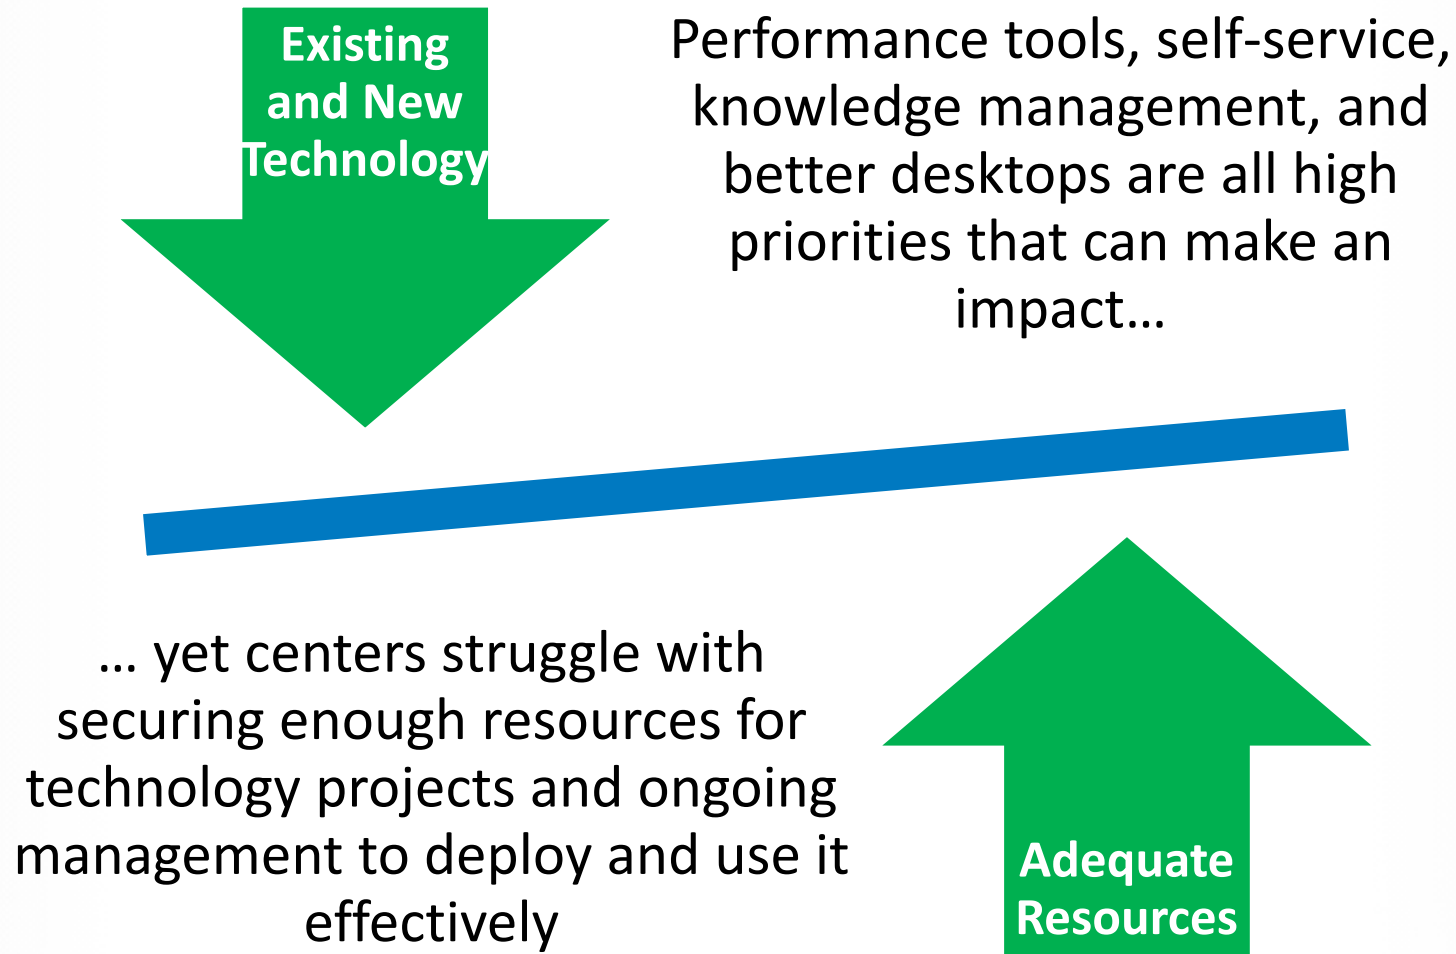 Existing
and New
Technology
Performance tools, self-service,
knowledge management, and
better desktops are all high
priorities that can make an
impact…
… yet centers struggle with
securing enough resources for
technology projects and ongoing
management to deploy and use it
effectively
Adequate
Resources